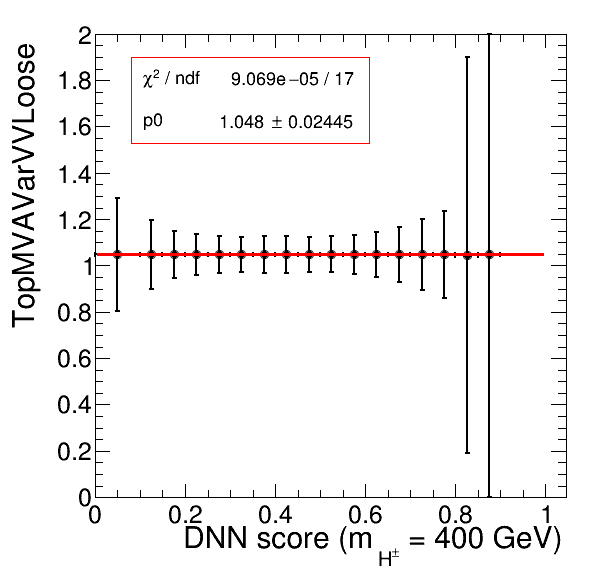 TopMVAVarVVLoose
2
1.8
1.6
1.4
1.2
1
0.8
0.6
0.4
0.2
0
χ² / ndf 9.069e−05 / 17
p0 1.048 ± 0.02445
0 0.2 0.4 0.6 0.8 1
DNN score (m_H± = 400 GeV)